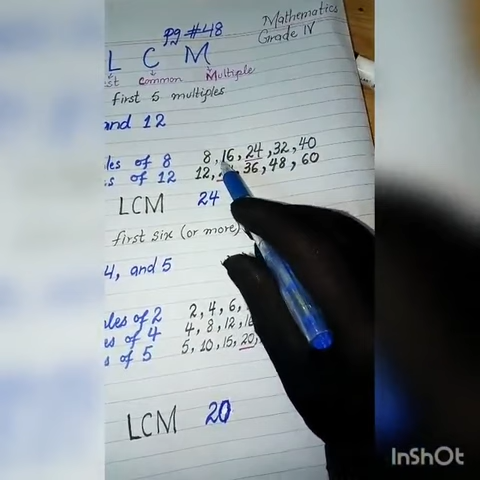 Pg #48
Mathematics
Grade IV
L C M
st common Multiple
first 5 multiples
and 12
les of 8 8, 16, 24, 32, 40
s of 12 12, 36, 48, 60
LCM 24
first six (or more)
4, and 5
les of 2 2, 4, 6,
es of 4 4, 8, 12, 16
s of 5 5, 10, 15, 20,
LCM 20
InShOt